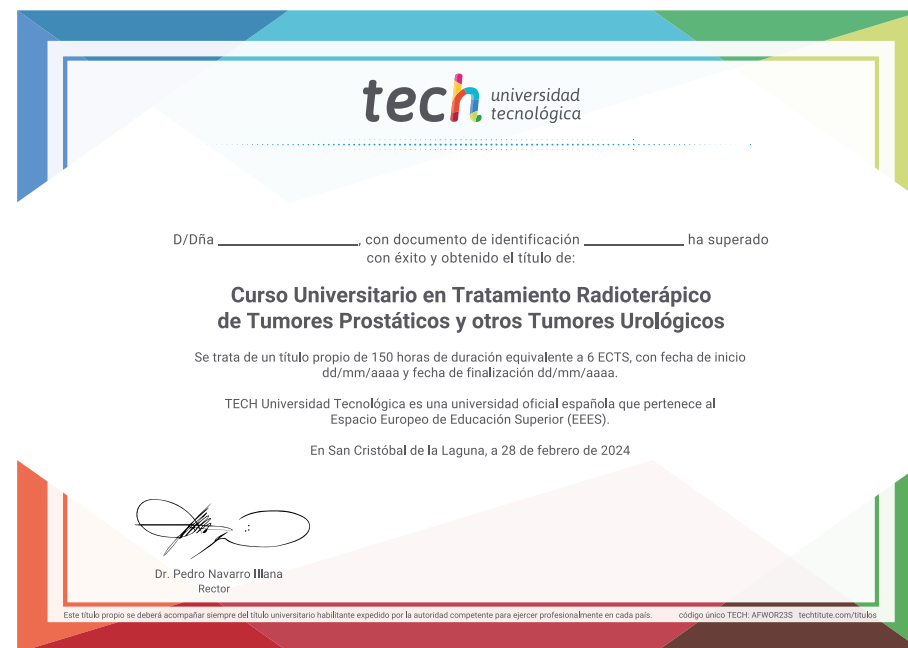 tech universidad
tecnológica
D/Dña ______________, con documento de identificación __________ ha superado
con éxito y obtenido el título de:
Curso Universitario en Tratamiento Radioterápico
de Tumores Prostáticos y otros Tumores Urológicos
Se trata de un título propio de 150 horas de duración equivalente a 6 ECTS, con fecha de inicio
dd/mm/aaaa y fecha de finalización dd/mm/aaaa.
TECH Universidad Tecnológica es una universidad oficial española que pertenece al
Espacio Europeo de Educación Superior (EEES).
En San Cristóbal de la Laguna, a 28 de febrero de 2024
Dr. Pedro Navarro Illana
Rector
Este título propio se deberá acompañar siempre del título universitario habilitante expedido por la autoridad competente para ejercer profesionalmente en cada país. código único TECH: AFWOR23S techtitute.com/titulos